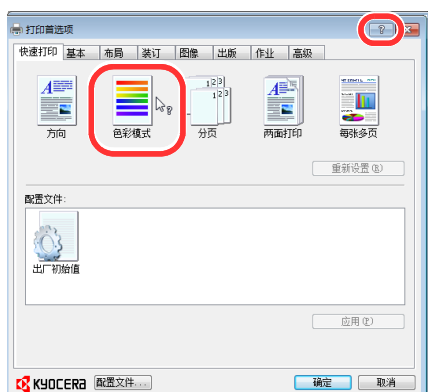 打印首选项
快速打印 基本 布局 装订 图像 出版 作业 高级
方向 色彩模式 分页 两面打印 每张多页
重新设置(R)
配置文件:
出厂初始值
应用(P)
KYOCERA 配置文件... 确定 取消